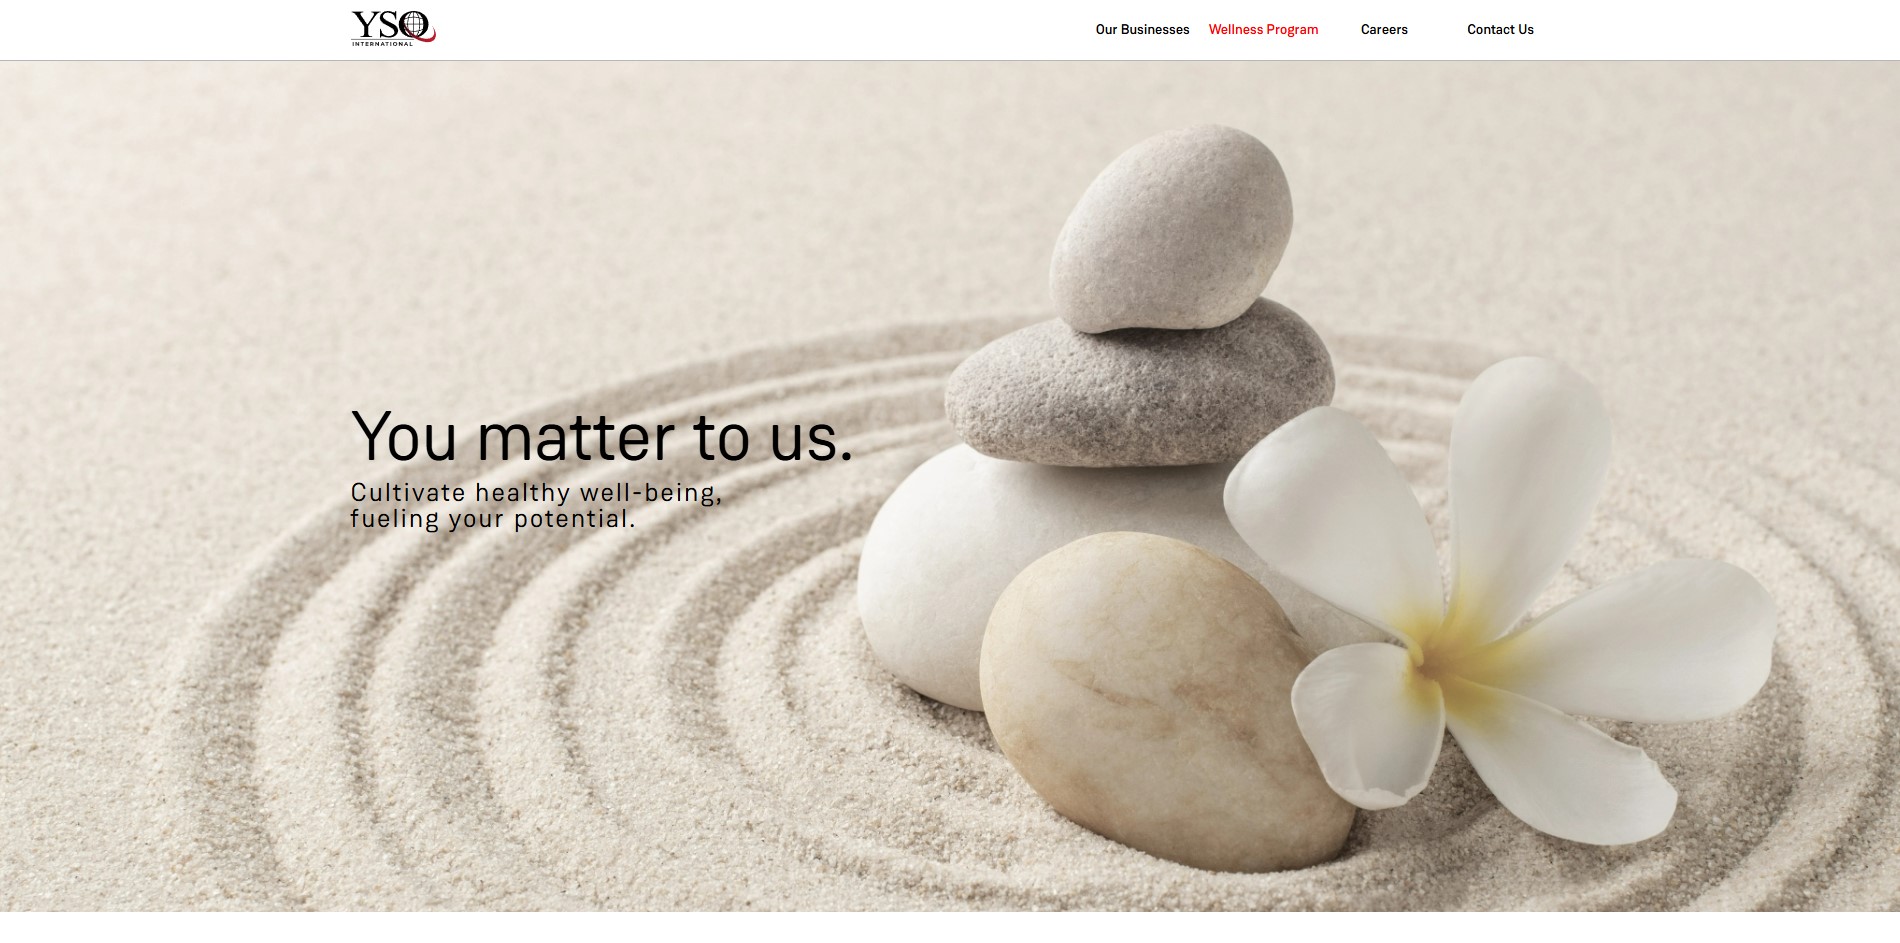 YSQ
INTERNATIONAL
Our Businesses
Wellness Program
Careers
Contact Us
You matter to us.
Cultivate healthy well-being,
fueling your potential.